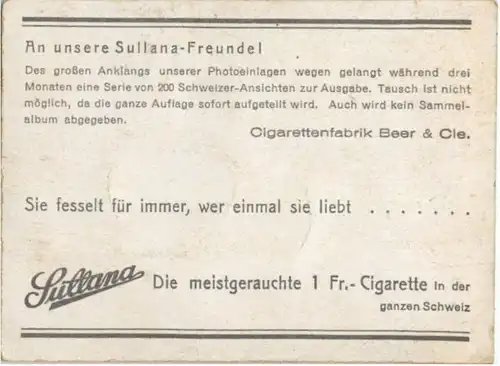 An unsere Sullana-Freunde!
Des großen Anklangs unserer Photoeinlagen wegen gelangt während drei
Monaten eine Serie von 200 Schweizer-Ansichten zur Ausgabe. Tausch ist nicht
möglich, da die ganze Auflage sofort aufgeteilt wird. Auch wird kein Sammel-
album abgegeben.
Cigarettenfabrik Beer & Cie.
Sie fesselt für immer, wer einmal sie liebt . . . . . . .
Sullana Die meistgerauchte 1 Fr.- Cigarette in der
ganzen Schweiz